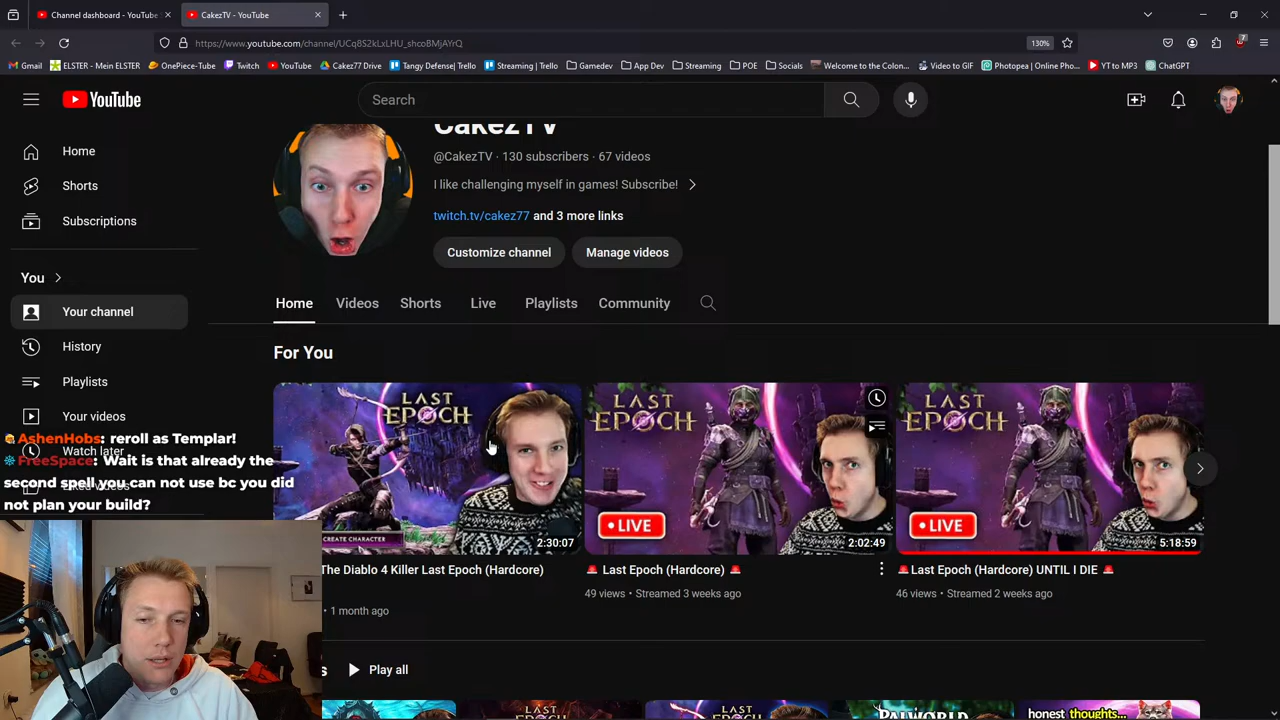 Channel dashboard - YouTube
CakezTV - YouTube
https://www.youtube.com/channel/UCq8S2kLxLHU_shcoBMjAYrQ
130%
7
Gmail
ELSTER - Mein ELSTER
OnePiece-Tube
Twitch
YouTube
Cakez77 Drive
Tangy Defense| Trello
Streaming | Trello
Gamedev
App Dev
Streaming
POE
Socials
Welcome to the Colon...
Video to GIF
Photopea | Online Pho...
YT to MP3
ChatGPT
YouTube
Search
CakezTV
@CakezTV · 130 subscribers · 67 videos
I like challenging myself in games! Subscribe!
twitch.tv/cakez77 and 3 more links
Customize channel
Manage videos
Home
Shorts
Subscriptions
You
Your channel
History
Playlists
Your videos
Watch later
Home
Videos
Shorts
Live
Playlists
Community
For You
LAST EPOCH
CREATE CHARACTER
2:30:07
LAST EPOCH
LIVE
2:02:49
LAST EPOCH
LIVE
5:18:59
The Diablo 4 Killer Last Epoch (Hardcore)
1 month ago
🚨 Last Epoch (Hardcore) 🚨
49 views • Streamed 3 weeks ago
🚨Last Epoch (Hardcore) UNTIL I DIE 🚨
46 views • Streamed 2 weeks ago
AshenHobs: reroll as Templar!
FreeSpace: Wait is that already the
second spell you can not use bc you did
not plan your build?
Play all
LAST
PALWORLD
LAST
honest thoughts...